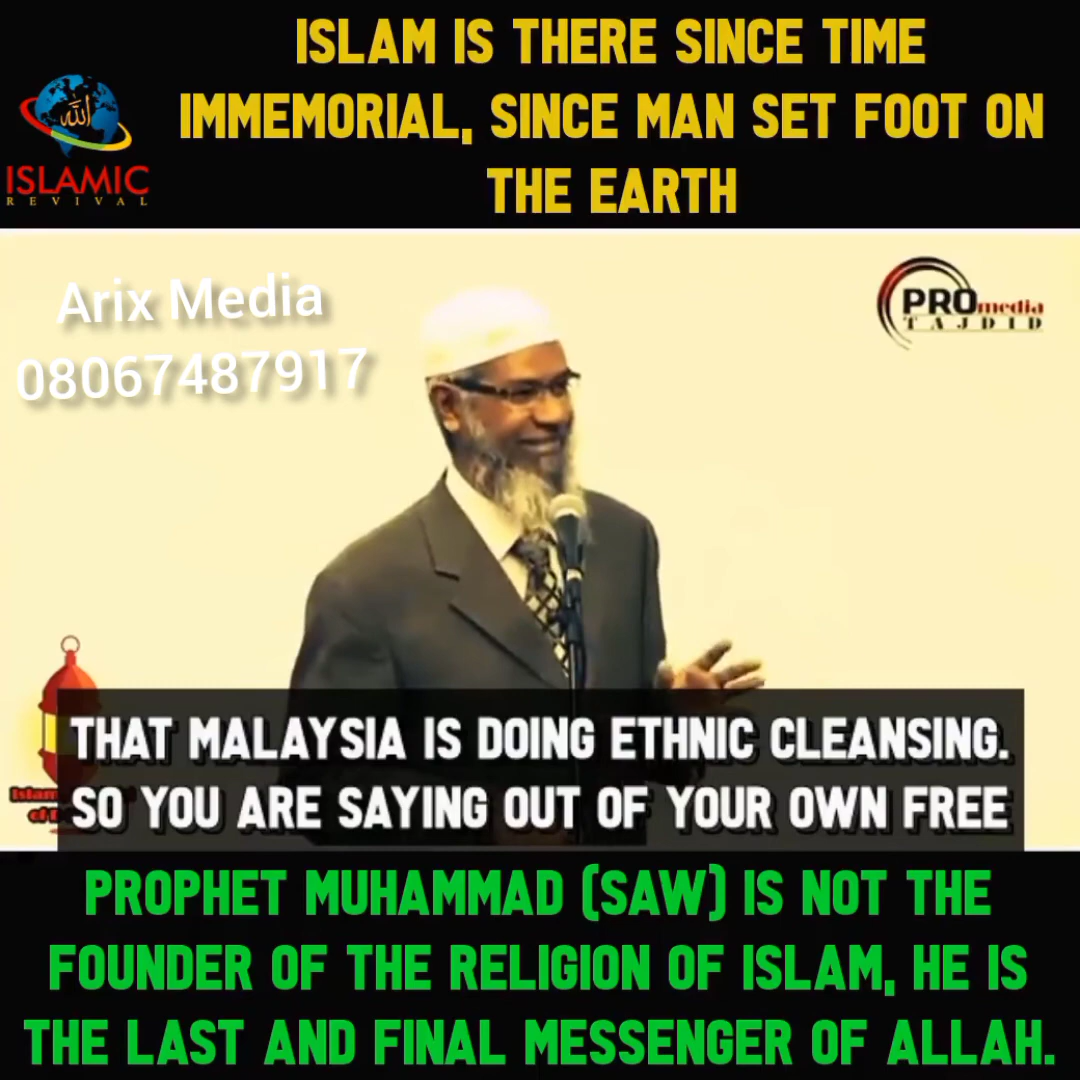 ISLAM IS THERE SINCE TIME
IMMEMORIAL, SINCE MAN SET FOOT ON
THE EARTH
الله
ISLAMIC
REVIVAL
Arix Media
08067487917
PROmedia
TAJDID
THAT MALAYSIA IS DOING ETHNIC CLEANSING.
SO YOU ARE SAYING OUT OF YOUR OWN FREE
PROPHET MUHAMMAD (SAW) IS NOT THE
FOUNDER OF THE RELIGION OF ISLAM, HE IS
THE LAST AND FINAL MESSENGER OF ALLAH.